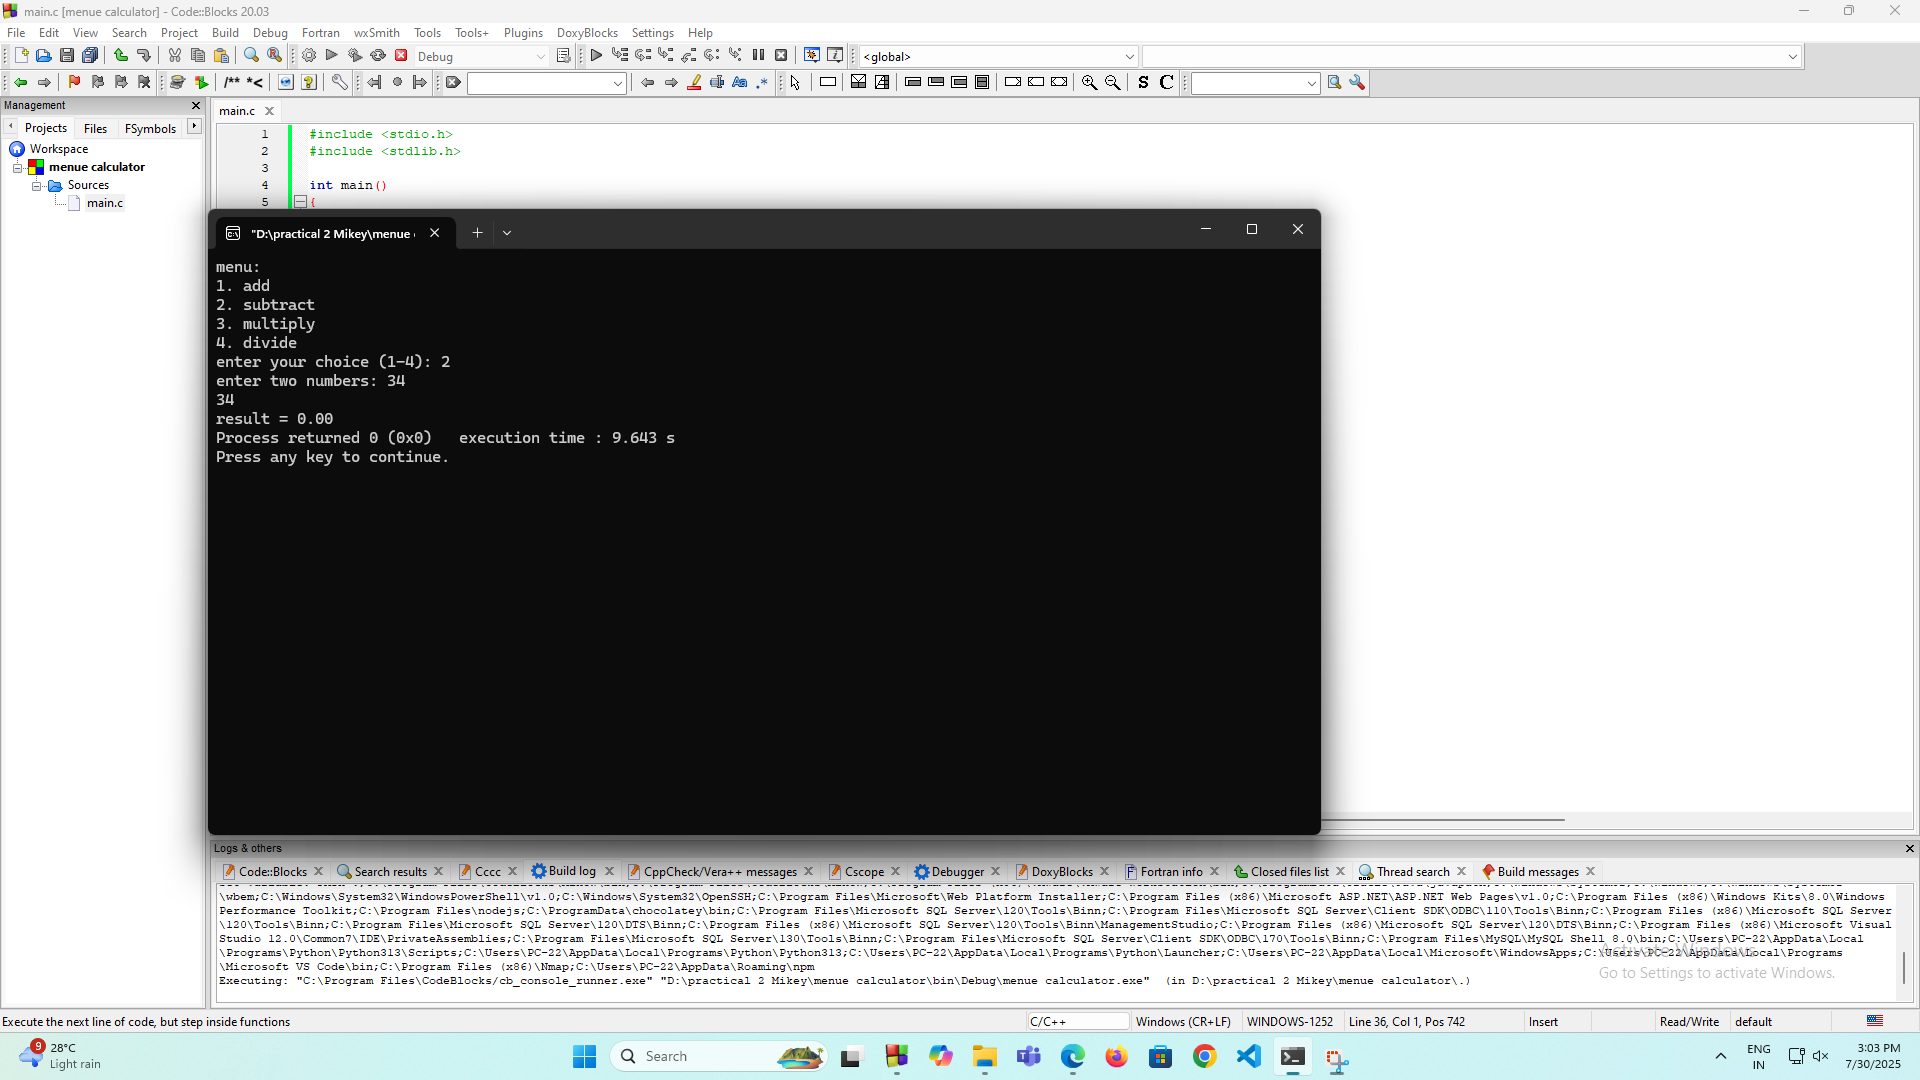 main.c [menue calculator] - Code::Blocks 20.03
File Edit View Search Project Build Debug Fortran wxSmith Tools Tools+ Plugins DoxyBlocks Settings Help
Debug
<global>
/** *<
Aa .*
S C
Management
Projects Files FSymbols
main.c
Workspace
menue calculator
Sources
main.c
1 #include <stdio.h>
2 #include <stdlib.h>
3
4 int main()
5 {
"D:\practical 2 Mikey\menue
menu:
1. add
2. subtract
3. multiply
4. divide
enter your choice (1-4): 2
enter two numbers: 34
34
result = 0.00
Process returned 0 (0x0)   execution time : 9.643 s
Press any key to continue.
Logs & others
Code::Blocks Search results Cccc Build log CppCheck/Vera++ messages Cscope Debugger DoxyBlocks Fortran info Closed files list Thread search Build messages
\wbem;C:\Windows\System32\WindowsPowerShell\v1.0;C:\Windows\System32\OpenSSH;C:\Program Files\Microsoft\Web Platform Installer;C:\Program Files (x86)\Microsoft ASP.NET\ASP.NET Web Pages\v1.0;C:\Program Files (x86)\Windows Kits\8.0\Windows
Performance Toolkit;C:\Program Files\nodejs;C:\ProgramData\chocolatey\bin;C:\Program Files\Microsoft SQL Server\120\Tools\Binn;C:\Program Files\Microsoft SQL Server\Client SDK\ODBC\110\Tools\Binn;C:\Program Files (x86)\Microsoft SQL Server
\120\Tools\Binn;C:\Program Files\Microsoft SQL Server\120\DTS\Binn;C:\Program Files (x86)\Microsoft SQL Server\120\Tools\Binn\ManagementStudio;C:\Program Files (x86)\Microsoft SQL Server\120\DTS\Binn;C:\Program Files (x86)\Microsoft Visual
Studio 12.0\Common7\IDE\PrivateAssemblies;C:\Program Files\Microsoft SQL Server\130\Tools\Binn;C:\Program Files\Microsoft SQL Server\Client SDK\ODBC\170\Tools\Binn;C:\Program Files\MySQL\MySQL Shell 8.0\bin;C:\Users\PC-22\AppData\Local
\Programs\Python\Python313\Scripts;C:\Users\PC-22\AppData\Local\Programs\Python\Python313;C:\Users\PC-22\AppData\Local\Programs\Python\Launcher;C:\Users\PC-22\AppData\Local\Microsoft\WindowsApps;C:\Users\PC-22\AppData\Local\Programs
\Microsoft VS Code\bin;C:\Program Files (x86)\Nmap;C:\Users\PC-22\AppData\Roaming\npm
Executing: "C:\Program Files\CodeBlocks/cb_console_runner.exe" "D:\practical 2 Mikey\menue calculator\bin\Debug\menue calculator.exe"  (in D:\practical 2 Mikey\menue calculator\.)
Activate Windows
Go to Settings to activate Windows.
Execute the next line of code, but step inside functions C/C++ Windows (CR+LF) WINDOWS-1252 Line 36, Col 1, Pos 742 Insert Read/Write default
9
28°C
Light rain
Search
ENG
IN
3:03 PM
7/30/2025